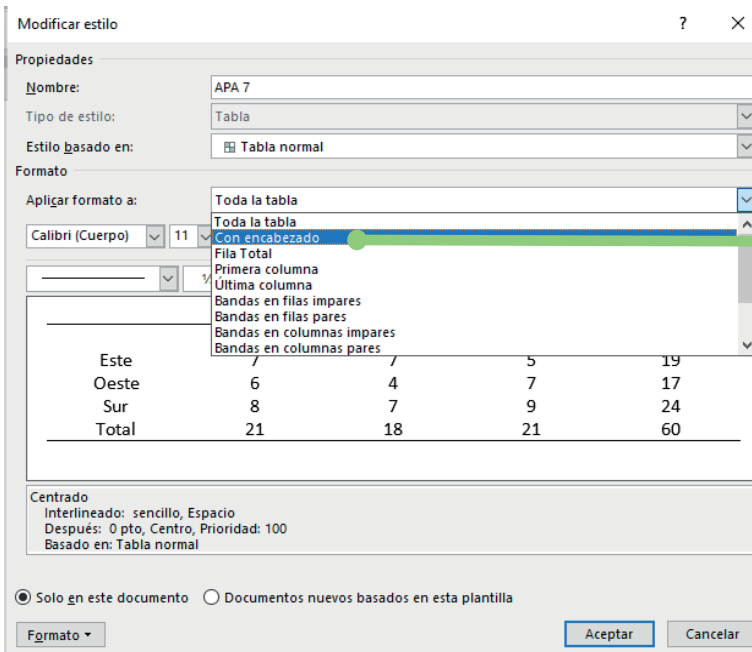 Modificar estilo ? ×
Propiedades
Nombre: APA 7
Tipo de estilo: Tabla
Estilo basado en: Tabla normal
Formato
Aplicar formato a: Toda la tabla
Toda la tabla
Calibri (Cuerpo) 11 Con encabezado
Fila Total
Primera columna
Última columna
Bandas en filas impares
Bandas en filas pares
Bandas en columnas impares
Bandas en columnas pares
Este 7 7 5 19
Oeste 6 4 7 17
Sur 8 7 9 24
Total 21 18 21 60
Centrado
Interlineado: sencillo, Espacio
Después: 0 pto, Centro, Prioridad: 100
Basado en: Tabla normal
Solo en este documento Documentos nuevos basados en esta plantilla
Formato Aceptar Cancelar